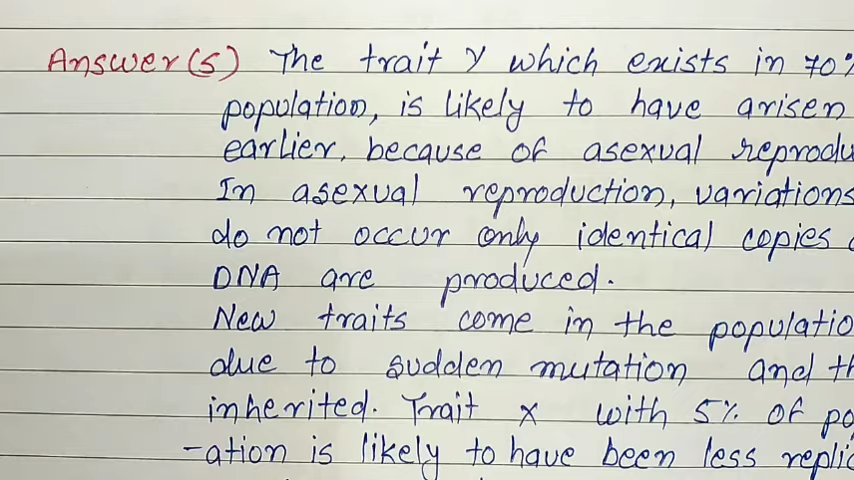 Answer(5) The trait Y which exists in 70%
population, is likely to have arisen
earlier, because of asexual reprodu
In asexual reproduction, variations
do not occur only identical copies
DNA are produced.
New traits come in the populatio
due to sudden mutation and th
inherited. Trait x with 5% of po
-ation is likely to have been less replic